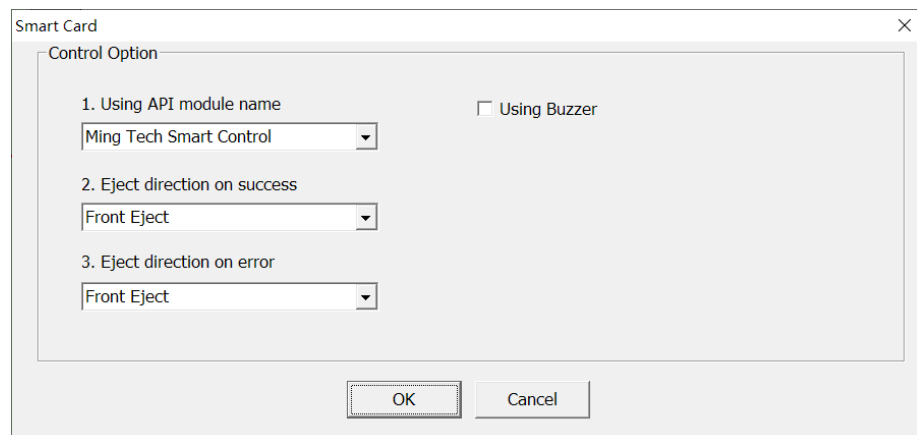 Smart Card
Control Option
1. Using API module name
Using Buzzer
Ming Tech Smart Control
2. Eject direction on success
Front Eject
3. Eject direction on error
Front Eject
OK
Cancel